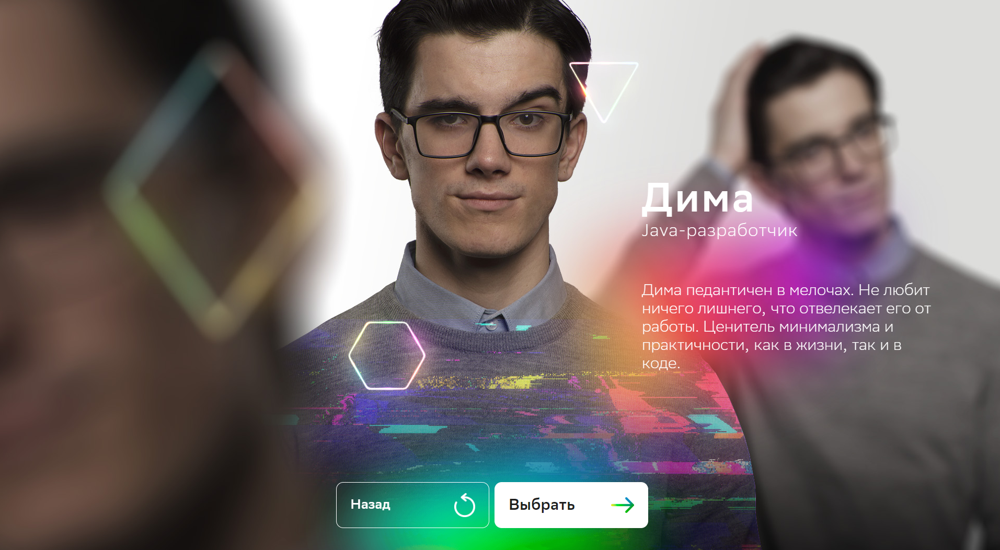 Дима
Java-разработчик
Дима педантичен в мелочах. Не любит
ничего лишнего, что отвелекает его от
работы. Ценитель минимализма и
практичности, как в жизни, так и в
коде.
Назад
Выбрать